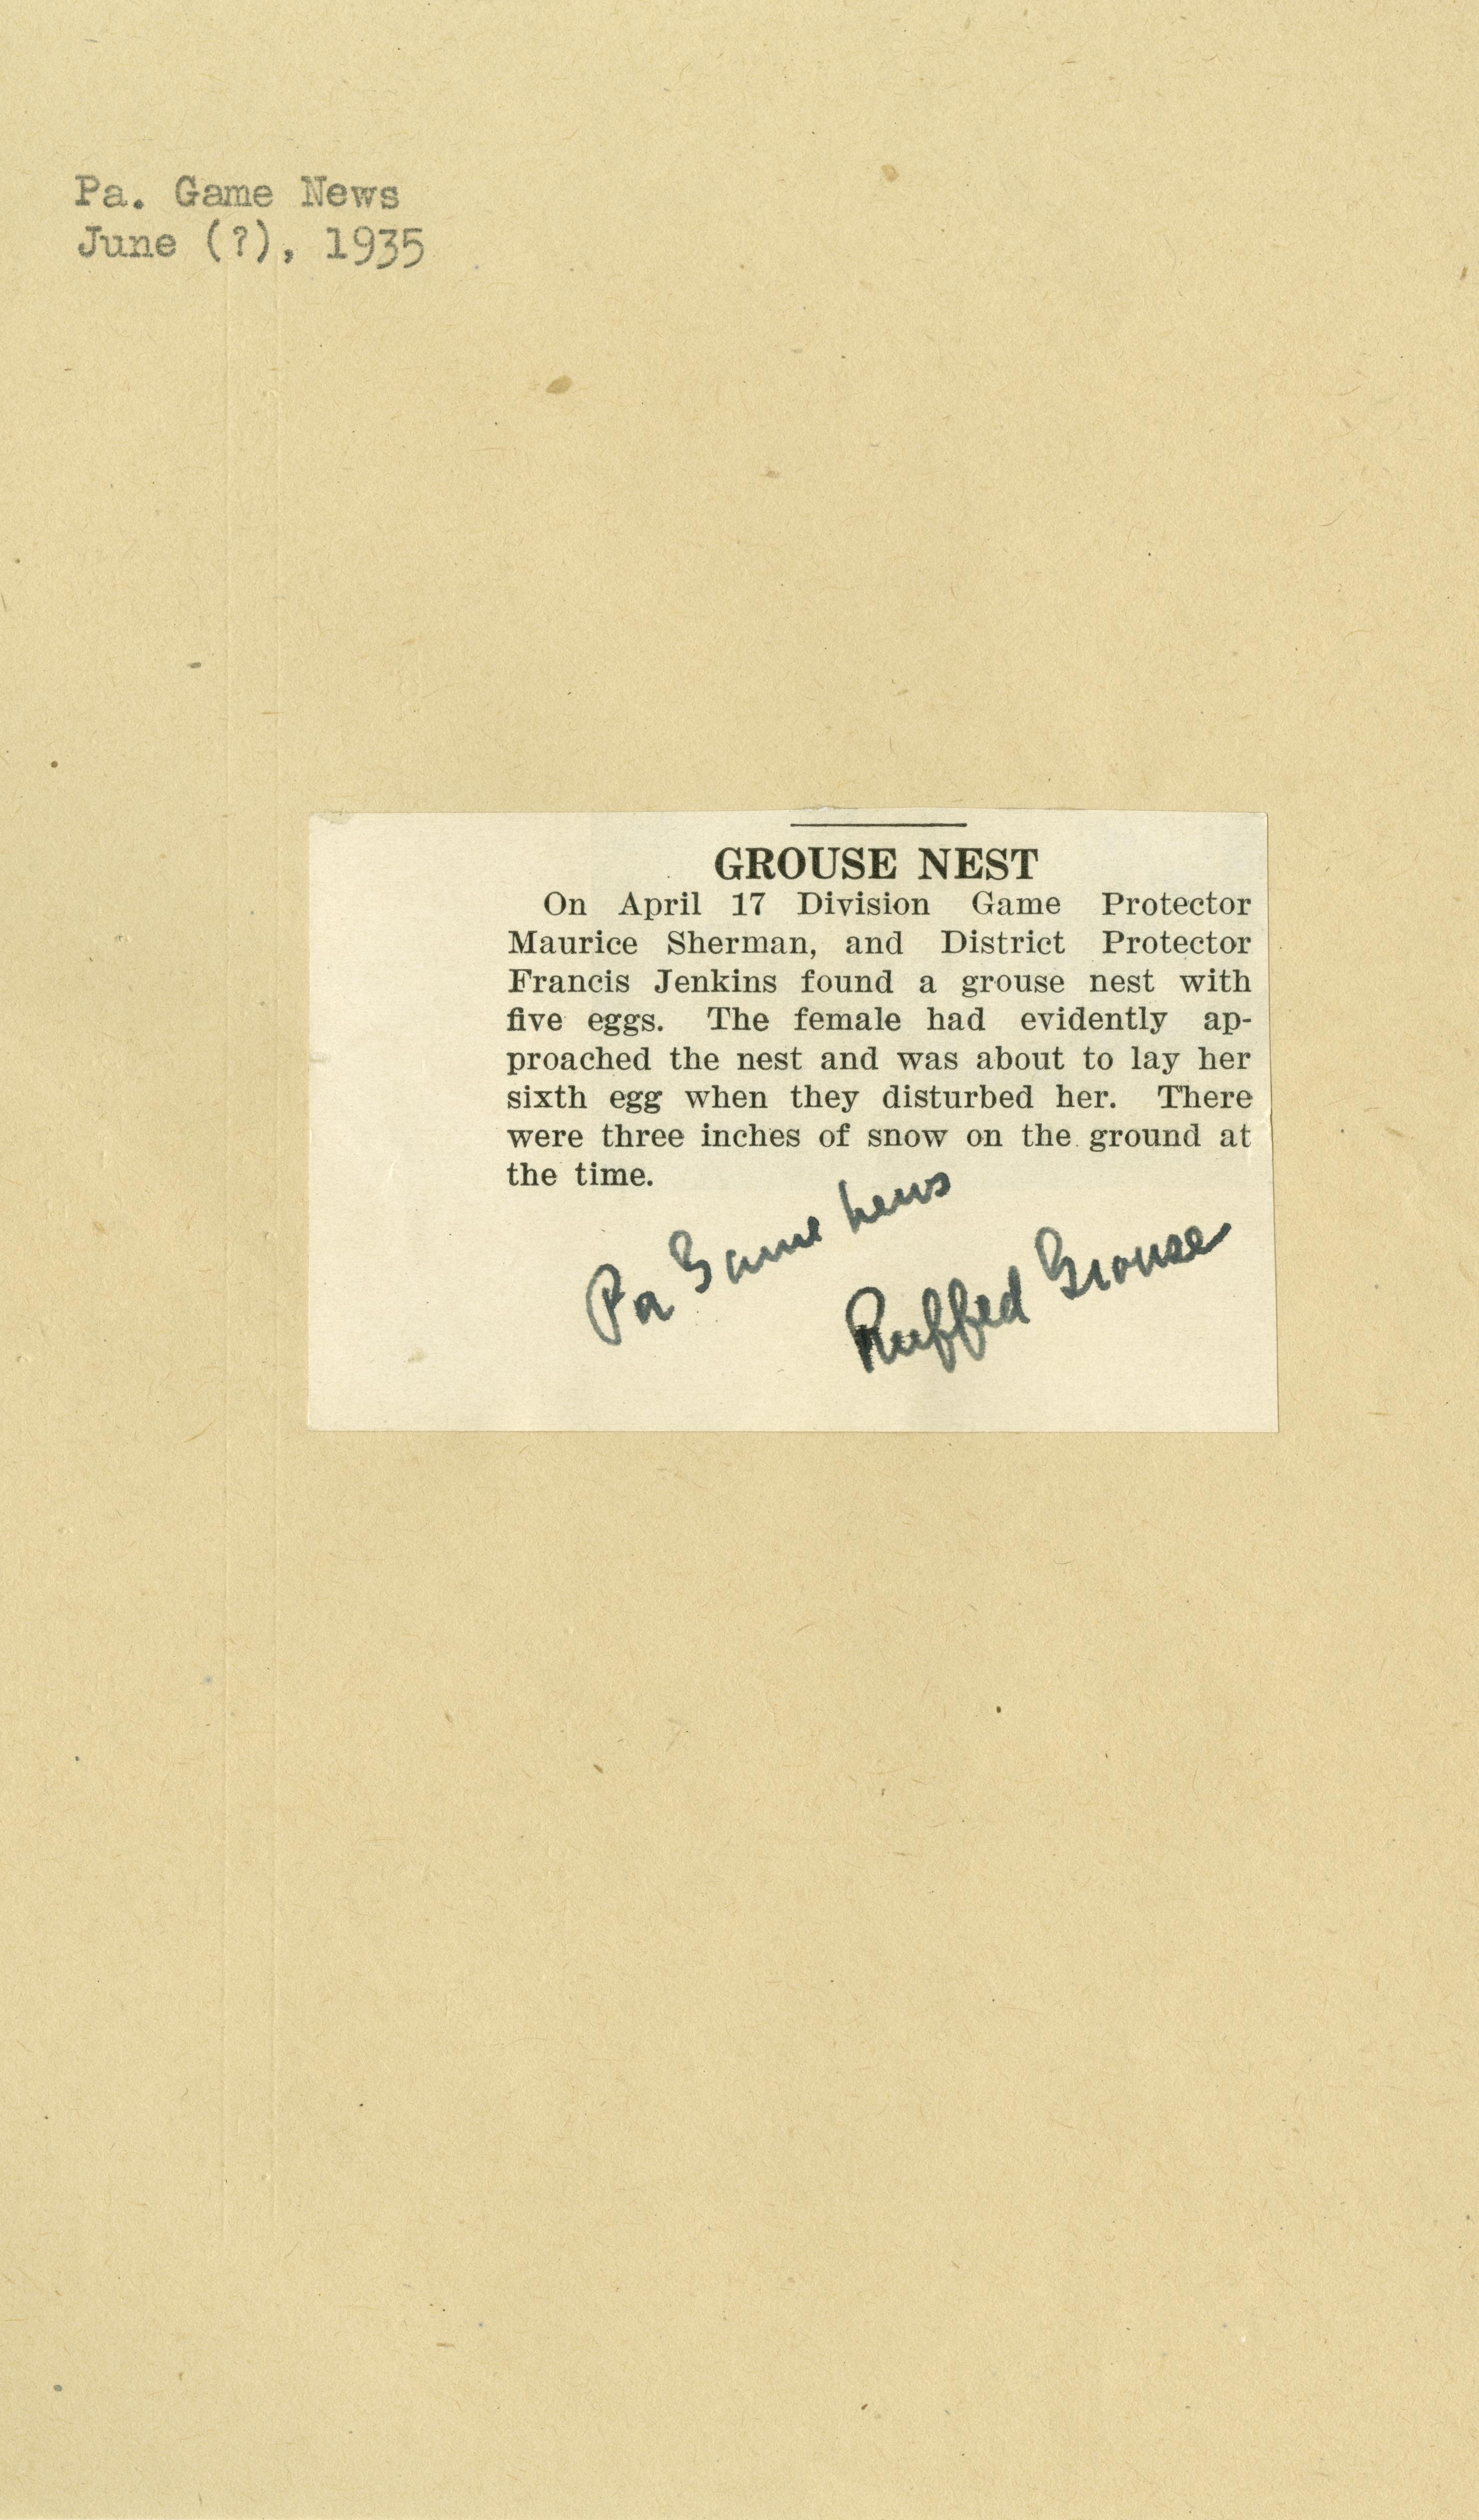 Pa. Game News
June (?), 1935
GROUSE NEST
On April 17 Division Game Protector
Maurice Sherman, and District Protector
Francis Jenkins found a grouse nest with
five eggs. The female had evidently ap-
proached the nest and was about to lay her
sixth egg when they disturbed her. There
were three inches of snow on the ground at
the time.
Pa Game News
Ruffed Grouse